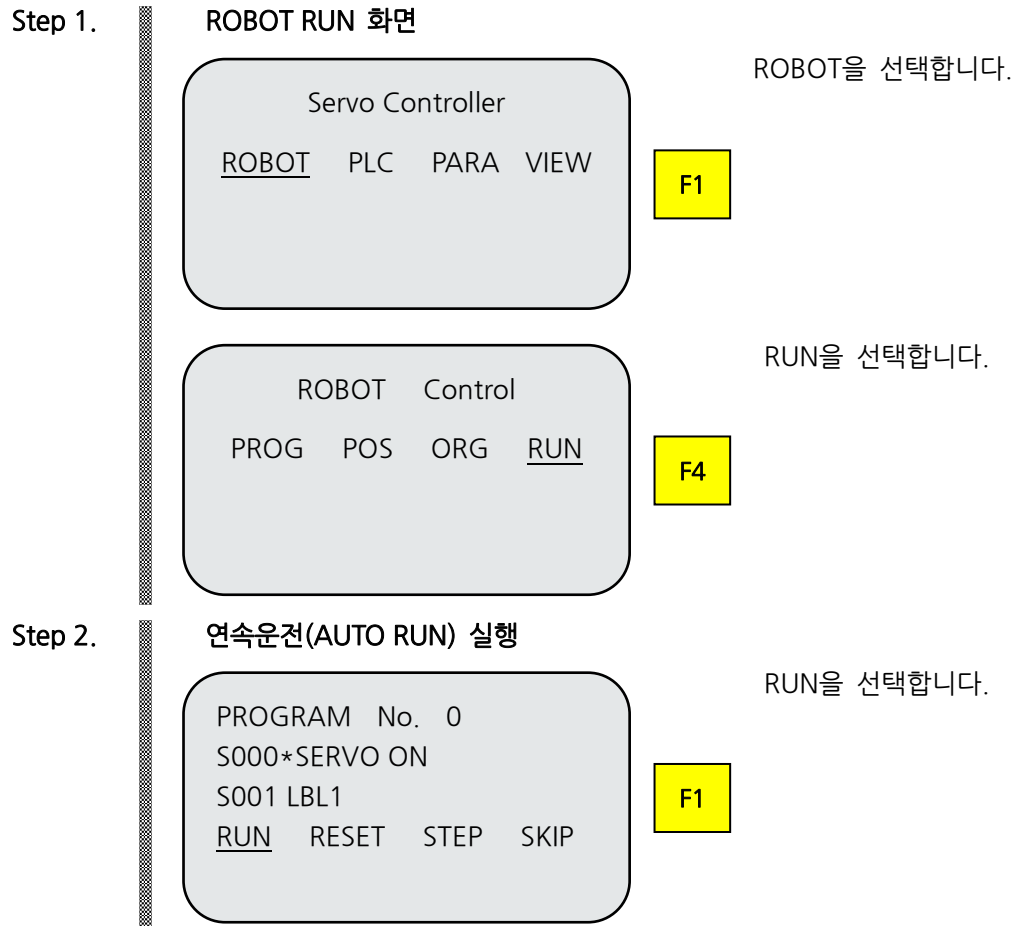 Step 1. ROBOT RUN 화면
ROBOT을 선택합니다.
Servo Controller
ROBOT PLC PARA VIEW
F1
RUN을 선택합니다.
ROBOT Control
PROG POS ORG RUN
F4
Step 2. 연속운전(AUTO RUN) 실행
RUN을 선택합니다.
PROGRAM No. 0
S000*SERVO ON
S001 LBL1
F1
RUN RESET STEP SKIP